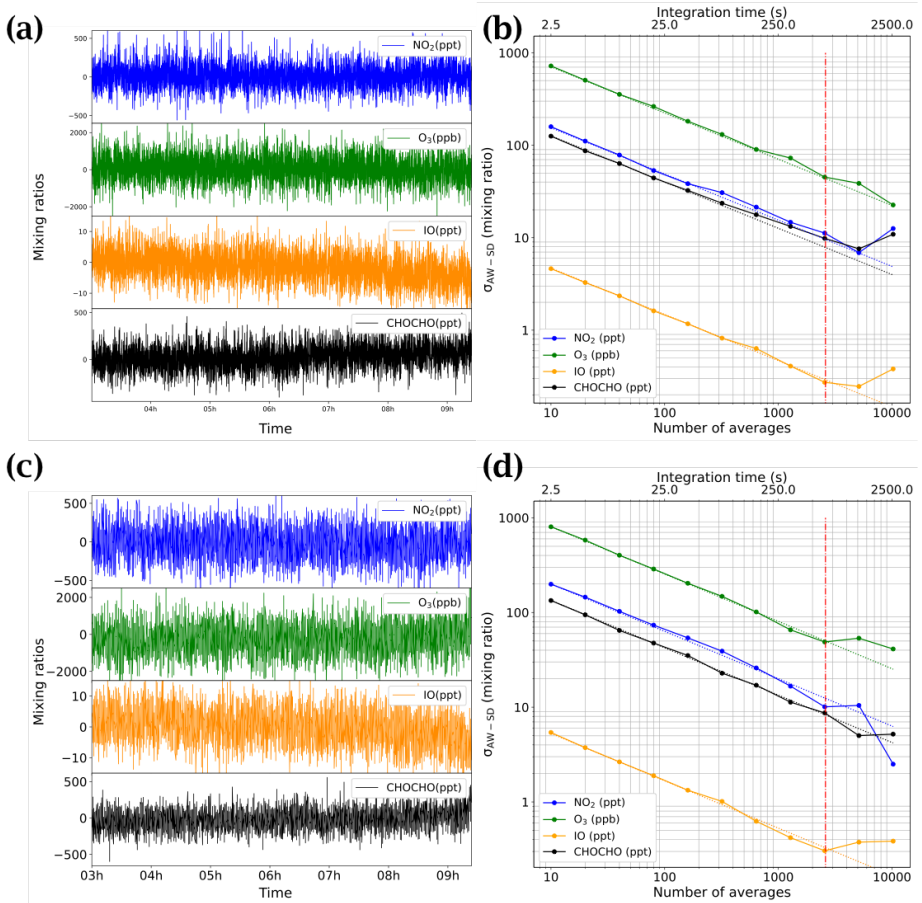 (a)
NO₂(ppt)
500
0
−500
O₃(ppb)
2000
0
−2000
IO(ppt)
10
0
−10
CHOCHO(ppt)
500
0
Mixing ratios
04h 05h 06h 07h 08h 09h
Time
(b)
Integration time (s)
2.5 25.0 250.0 2500.0
1000
100
10
1
σAW−SD (mixing ratio)
NO₂ (ppt)
O₃ (ppb)
IO (ppt)
CHOCHO (ppt)
10 100 1000 10000
Number of averages
(c)
NO₂(ppt)
500
0
−500
O₃(ppb)
2000
0
−2000
IO(ppt)
10
0
−10
CHOCHO(ppt)
500
0
−500
Mixing ratios
03h 04h 05h 06h 07h 08h 09h
Time
(d)
Integration time (s)
2.5 25.0 250.0 2500.0
1000
100
10
1
σAW−SD (mixing ratio)
NO₂ (ppt)
O₃ (ppb)
IO (ppt)
CHOCHO (ppt)
10 100 1000 10000
Number of averages